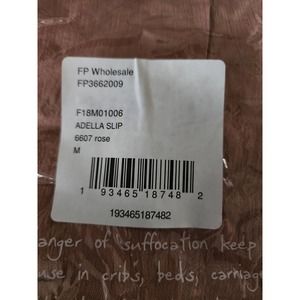 FP Wholesale
FP3662009
F18M01006
ADELLA SLIP
6607 rose
M
1 93465 18748 2
193465187482
anger of suffocation keep
use in cribs, beds, carriag